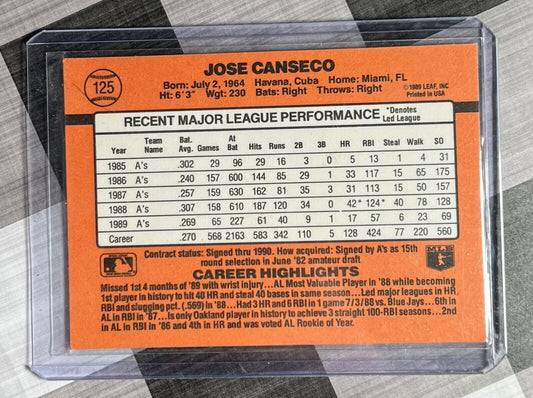 125
JOSE CANSECO
Born: July 2, 1964 Havana, Cuba Home: Miami, FL
Ht: 6'3" Wgt: 230 Bats: Right Throws: Right
©1989 LEAF, INC.
Printed in USA
RECENT MAJOR LEAGUE PERFORMANCE *Denotes Led League
Year Team Name Bat. Avg. Games At Bat Hits Runs 2B 3B HR RBI Steal Walk SO
1985 A's .302 29 96 29 16 3 0 5 13 1 4 31
1986 A's .240 157 600 144 85 29 1 33 117 15 65 175
1987 A's .257 159 630 162 81 35 3 31 113 15 50 157
1988 A's .307 158 610 187 120 34 0 42* 124* 40 78 128
1989 A's .269 65 227 61 40 9 1 17 57 6 23 69
Career .270 568 2163 583 342 110 5 128 424 77 220 560
Contract status: Signed thru 1990. How acquired: Signed by A's as 15th
round selection in June '82 amateur draft
CAREER HIGHLIGHTS
MLB
Missed 1st 4 months of '89 with wrist injury...AL Most Valuable Player in '88 while becoming
1st player in history to hit 40 HR and steal 40 bases in same season...Led major leagues in HR,
RBI and slugging pct. (.569) in '88...Had 3 HR and 6 RBI in 1 game 7/3/88 vs. Blue Jays...6th in
AL in RBI in '87...Is only Oakland player in history to achieve 3 straight 100-RBI seasons...2nd
in AL in RBI in '86 and 4th in HR and was voted AL Rookie of Year.